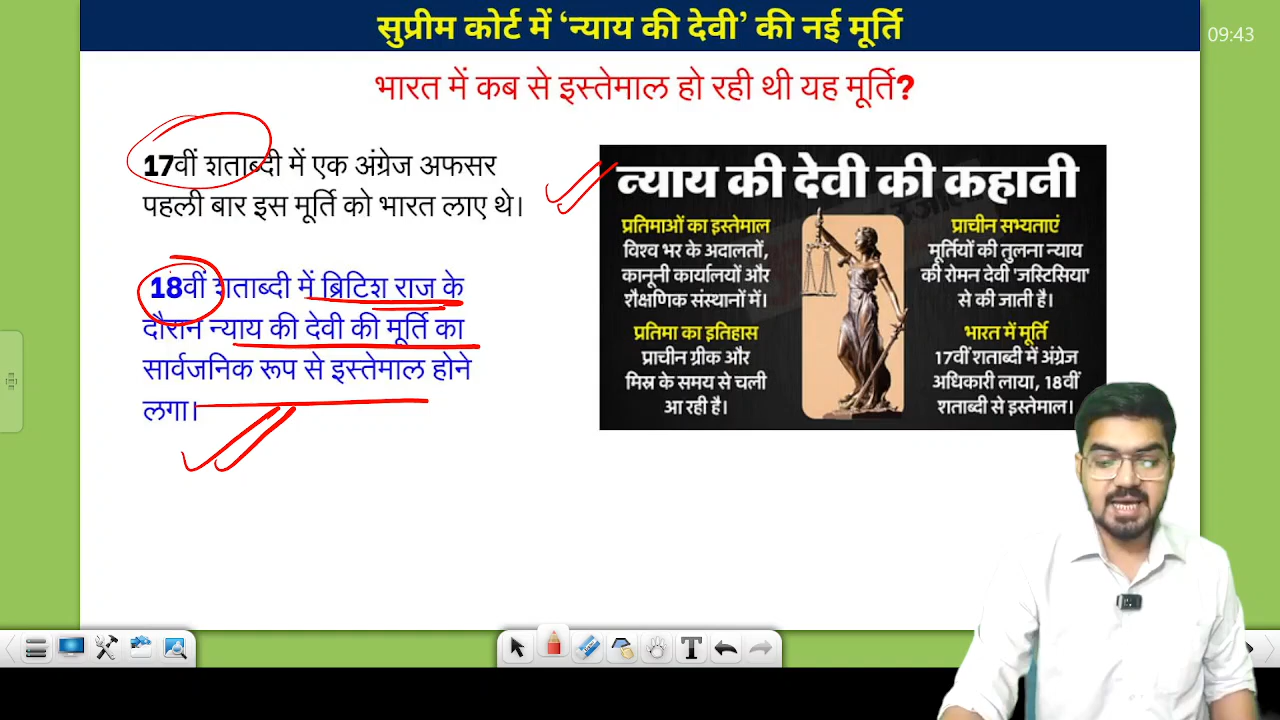 सुप्रीम कोर्ट में ‘न्याय की देवी’ की नई मूर्ति
09:43
भारत में कब से इस्तेमाल हो रही थी यह मूर्ति?
17वीं शताब्दी में एक अंग्रेज अफसर
पहली बार इस मूर्ति को भारत लाए थे।
18वीं शताब्दी में ब्रिटिश राज के
दौरान न्याय की देवी की मूर्ति का
सार्वजनिक रूप से इस्तेमाल होने
लगा।
न्याय की देवी की कहानी
प्रतिमाओं का इस्तेमाल
विश्व भर के अदालतों,
कानूनी कार्यालयों और
शैक्षणिक संस्थानों में।
प्राचीन सभ्यताएं
मूर्तियों की तुलना न्याय
की रोमन देवी 'जस्टिसिया'
से की जाती है।
प्रतिमा का इतिहास
प्राचीन ग्रीक और
मिस्र के समय से चली
आ रही है।
भारत में मूर्ति
17वीं शताब्दी में अंग्रेज
अधिकारी लाया, 18वीं
शताब्दी से इस्तेमाल।
T